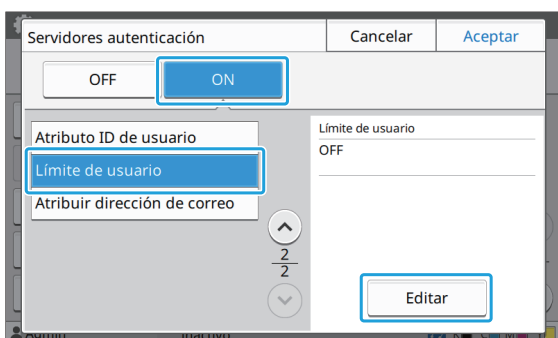 Servidores autenticación
Cancelar
Aceptar
OFF
ON
Atributo ID de usuario
Límite de usuario
Atribuir dirección de correo
2
2
Límite de usuario
OFF
Editar